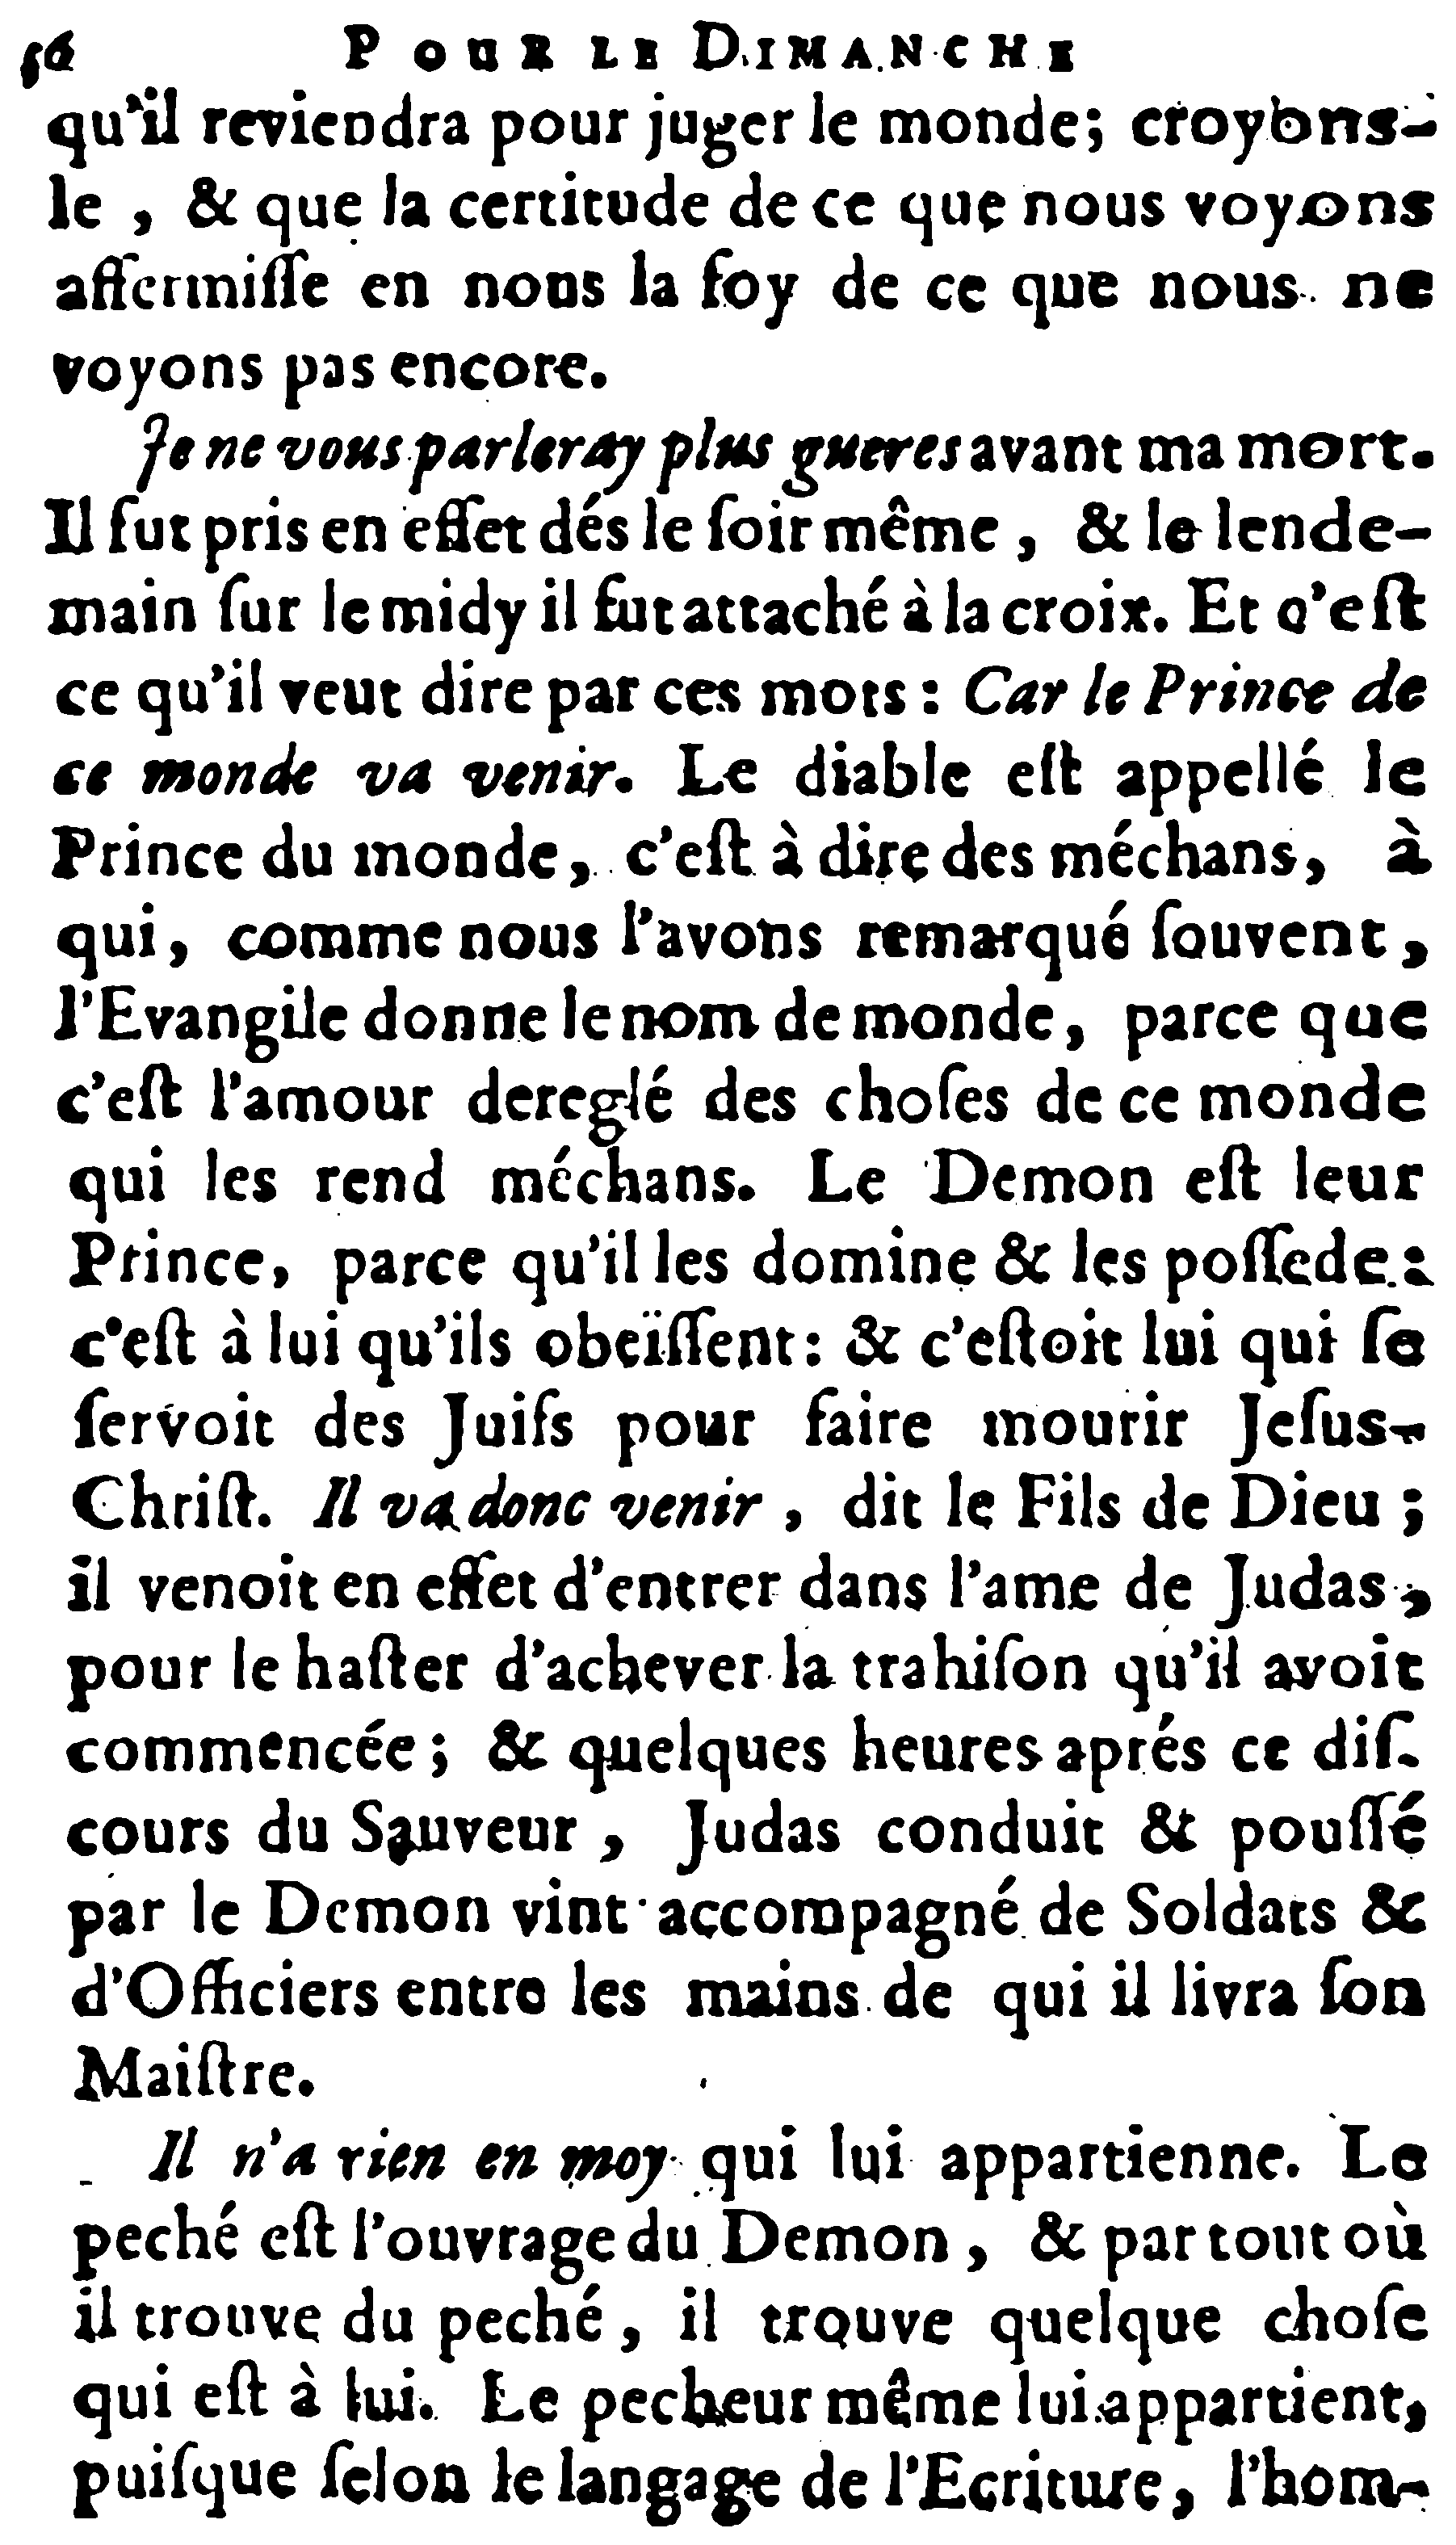 56 POUR LE DIMANCHE
qu'il reviendra pour juger le monde; croyons-
le, & que la certitude de ce que nous voyons
affermiſſe en nous la foy de ce que nous ne
voyons pas encore.
Je ne vous parleray plus gueres avant ma mort.
Il fut pris en effet dés le ſoir même, & le lende-
main ſur le midy il fut attaché à la croix. Et c'eſt
ce qu'il veut dire par ces mots: Car le Prince de
ce monde va venir. Le diable eſt appellé le
Prince du monde, c'eſt à dire des méchans, à
qui, comme nous l'avons remarqué ſouvent,
l'Evangile donne le nom de monde, parce que
c'eſt l'amour dereglé des choſes de ce monde
qui les rend méchans. Le Demon eſt leur
Prince, parce qu'il les domine & les poſſede:
c'eſt à lui qu'ils obeïſſent: & c'eſtoit lui qui ſe
ſervoit des Juifs pour faire mourir Jeſus-
Chriſt. Il va donc venir, dit le Fils de Dieu;
il venoit en effet d'entrer dans l'ame de Judas,
pour le haſter d'achever la trahiſon qu'il avoit
commencée; & quelques heures aprés ce diſ-
cours du Sauveur, Judas conduit & pouſſé
par le Demon vint accompagné de Soldats &
d'Officiers entre les mains de qui il livra ſon
Maiſtre.
Il n'a rien en moy qui lui appartienne. Le
peché eſt l'ouvrage du Demon, & par tout où
il trouve du peché, il trouve quelque choſe
qui eſt à lui. Le pecheur même lui appartient,
puiſque ſelon le langage de l'Ecriture, l'hom-